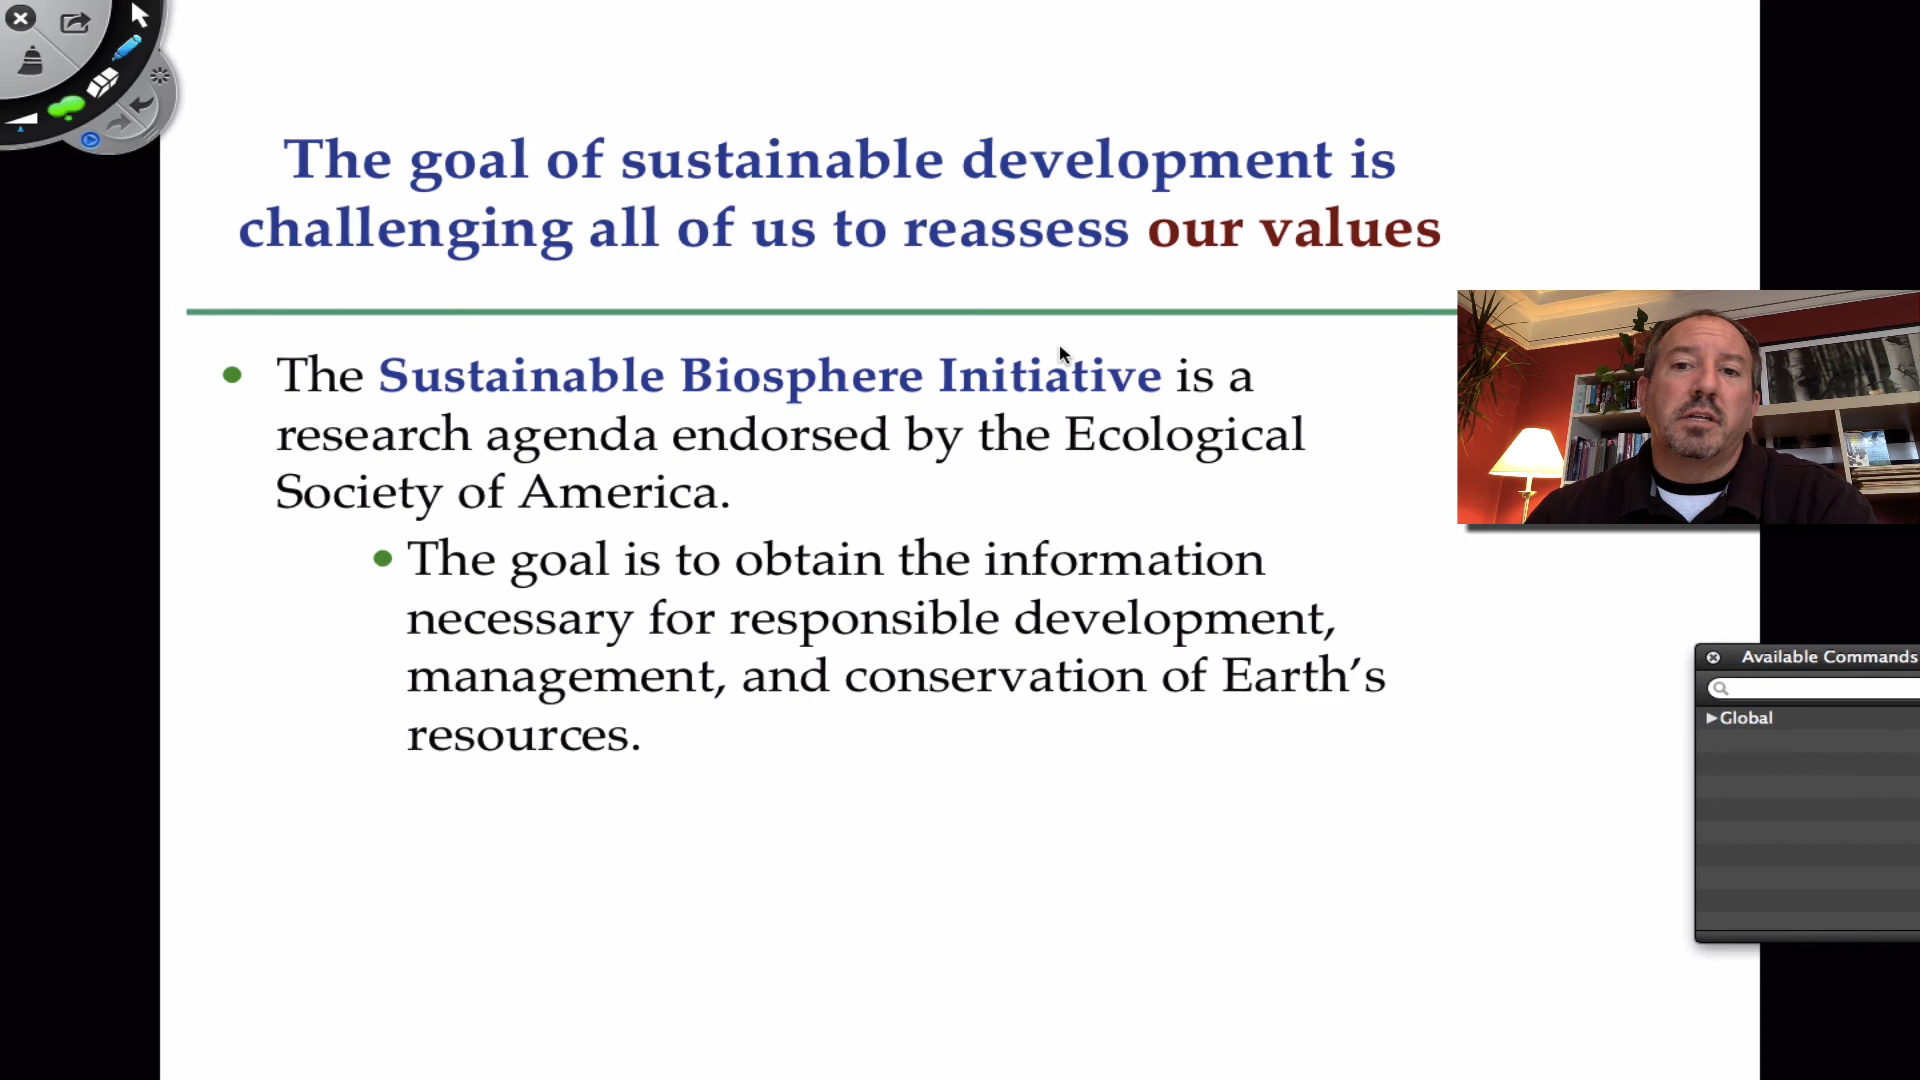 The goal of sustainable development is
challenging all of us to reassess our values
• The Sustainable Biosphere Initiative is a
research agenda endorsed by the Ecological
Society of America.
• The goal is to obtain the information
necessary for responsible development,
management, and conservation of Earth’s
resources.
Available Commands
Global